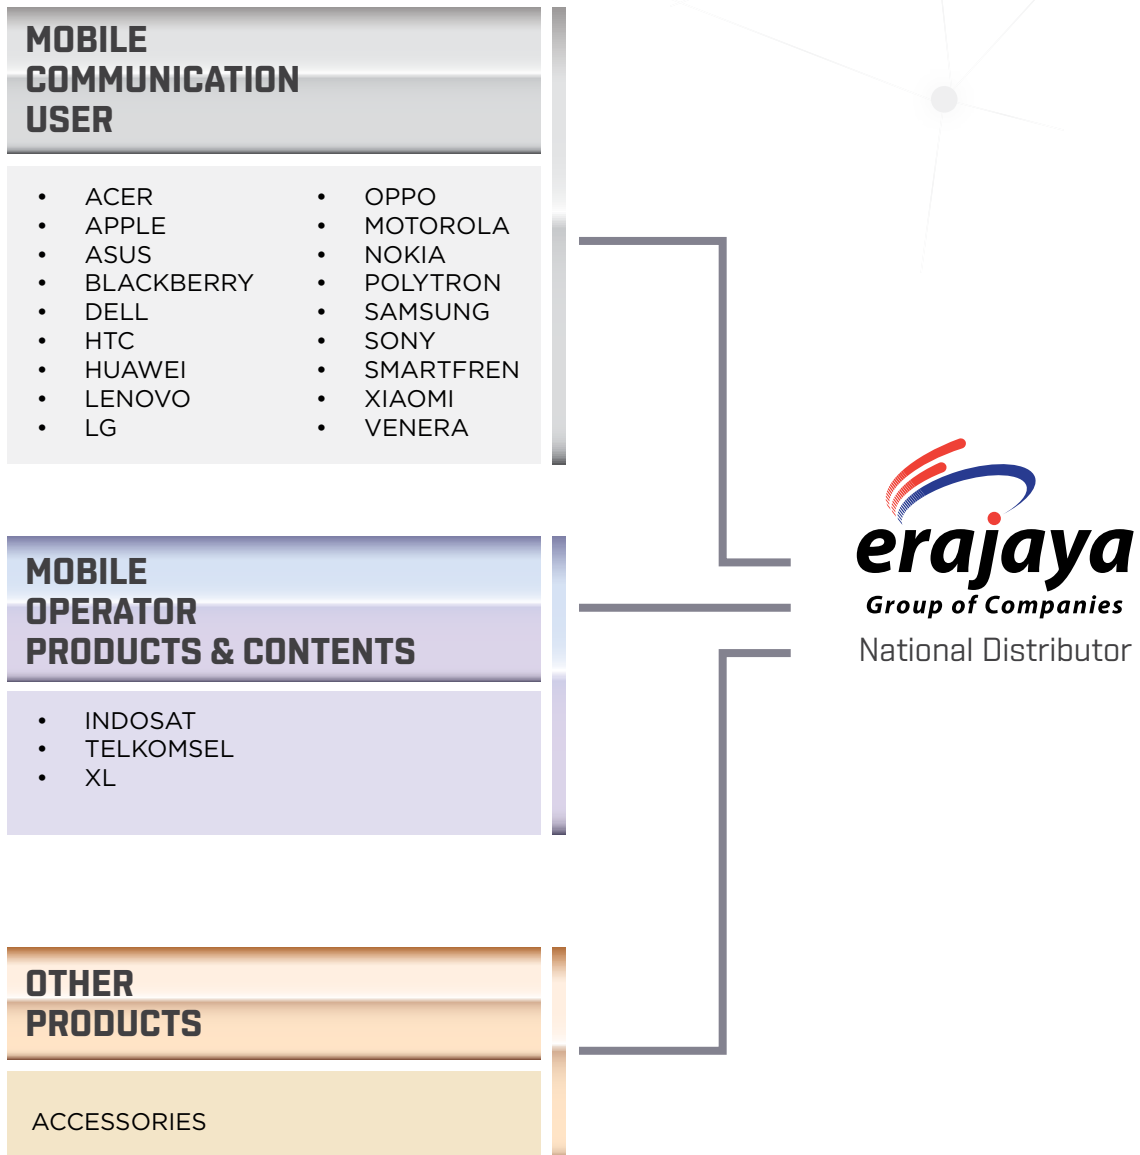 MOBILE
COMMUNICATION
USER
• ACER
• APPLE
• ASUS
• BLACKBERRY
• DELL
• HTC
• HUAWEI
• LENOVO
• LG
• OPPO
• MOTOROLA
• NOKIA
• POLYTRON
• SAMSUNG
• SONY
• SMARTFREN
• XIAOMI
• VENERA
MOBILE
OPERATOR
PRODUCTS & CONTENTS
• INDOSAT
• TELKOMSEL
• XL
OTHER
PRODUCTS
ACCESSORIES
erajaya
Group of Companies
National Distributor